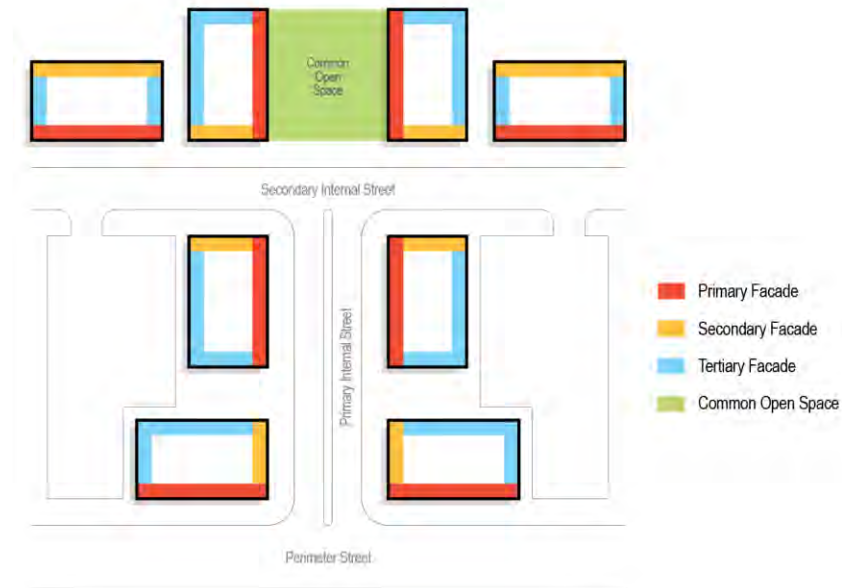 Common
Open
Space
Secondary Internal Street
Primary Internal Street
Primary Facade
Secondary Facade
Tertiary Facade
Common Open Space
Perimeter Street